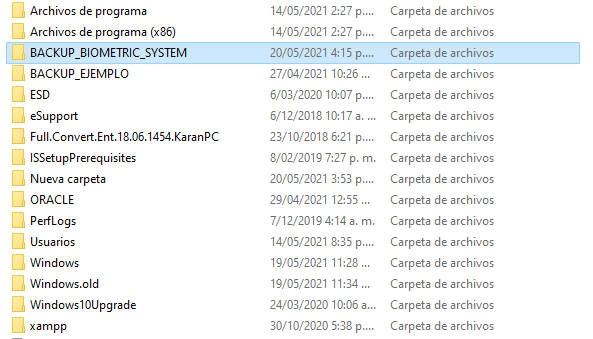 Archivos de programa 14/05/2021 2:27 p.... Carpeta de archivos
Archivos de programa (x86) 14/05/2021 2:27 p.... Carpeta de archivos
BACKUP_BIOMETRIC_SYSTEM 20/05/2021 4:15 p.... Carpeta de archivos
BACKUP_EJEMPLO 27/04/2021 10:26 ... Carpeta de archivos
ESD 6/03/2020 10:07 p... Carpeta de archivos
eSupport 6/12/2018 10:17 a. ... Carpeta de archivos
Full.Convert.Ent.18.06.1454.KaranPC 23/10/2018 6:21 p.... Carpeta de archivos
ISSetupPrerequisites 8/02/2019 7:27 p. m. Carpeta de archivos
Nueva carpeta 20/05/2021 3:53 p.... Carpeta de archivos
ORACLE 29/04/2021 12:55 ... Carpeta de archivos
PerfLogs 7/12/2019 4:14 a. m. Carpeta de archivos
Usuarios 14/05/2021 8:35 p.... Carpeta de archivos
Windows 19/05/2021 11:28 ... Carpeta de archivos
Windows.old 19/05/2021 11:34 ... Carpeta de archivos
Windows10Upgrade 24/03/2020 10:06 a... Carpeta de archivos
xampp 30/10/2020 5:38 p.... Carpeta de archivos